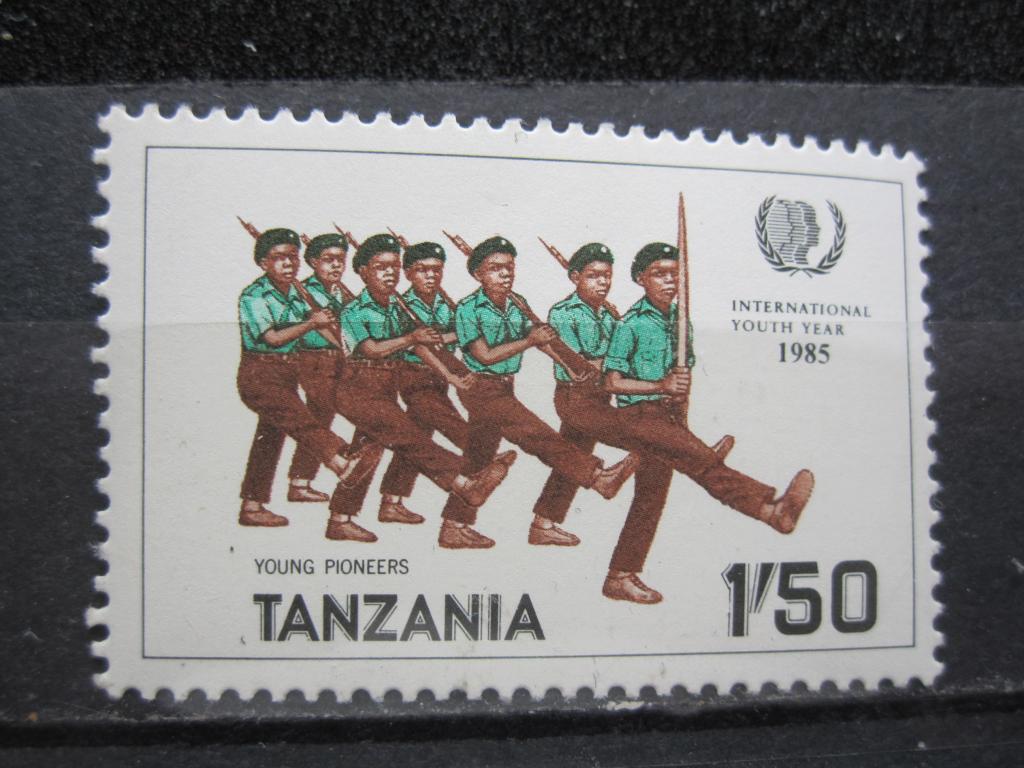 INTERNATIONAL
YOUTH YEAR
1985
YOUNG PIONEERS
TANZANIA
1/50